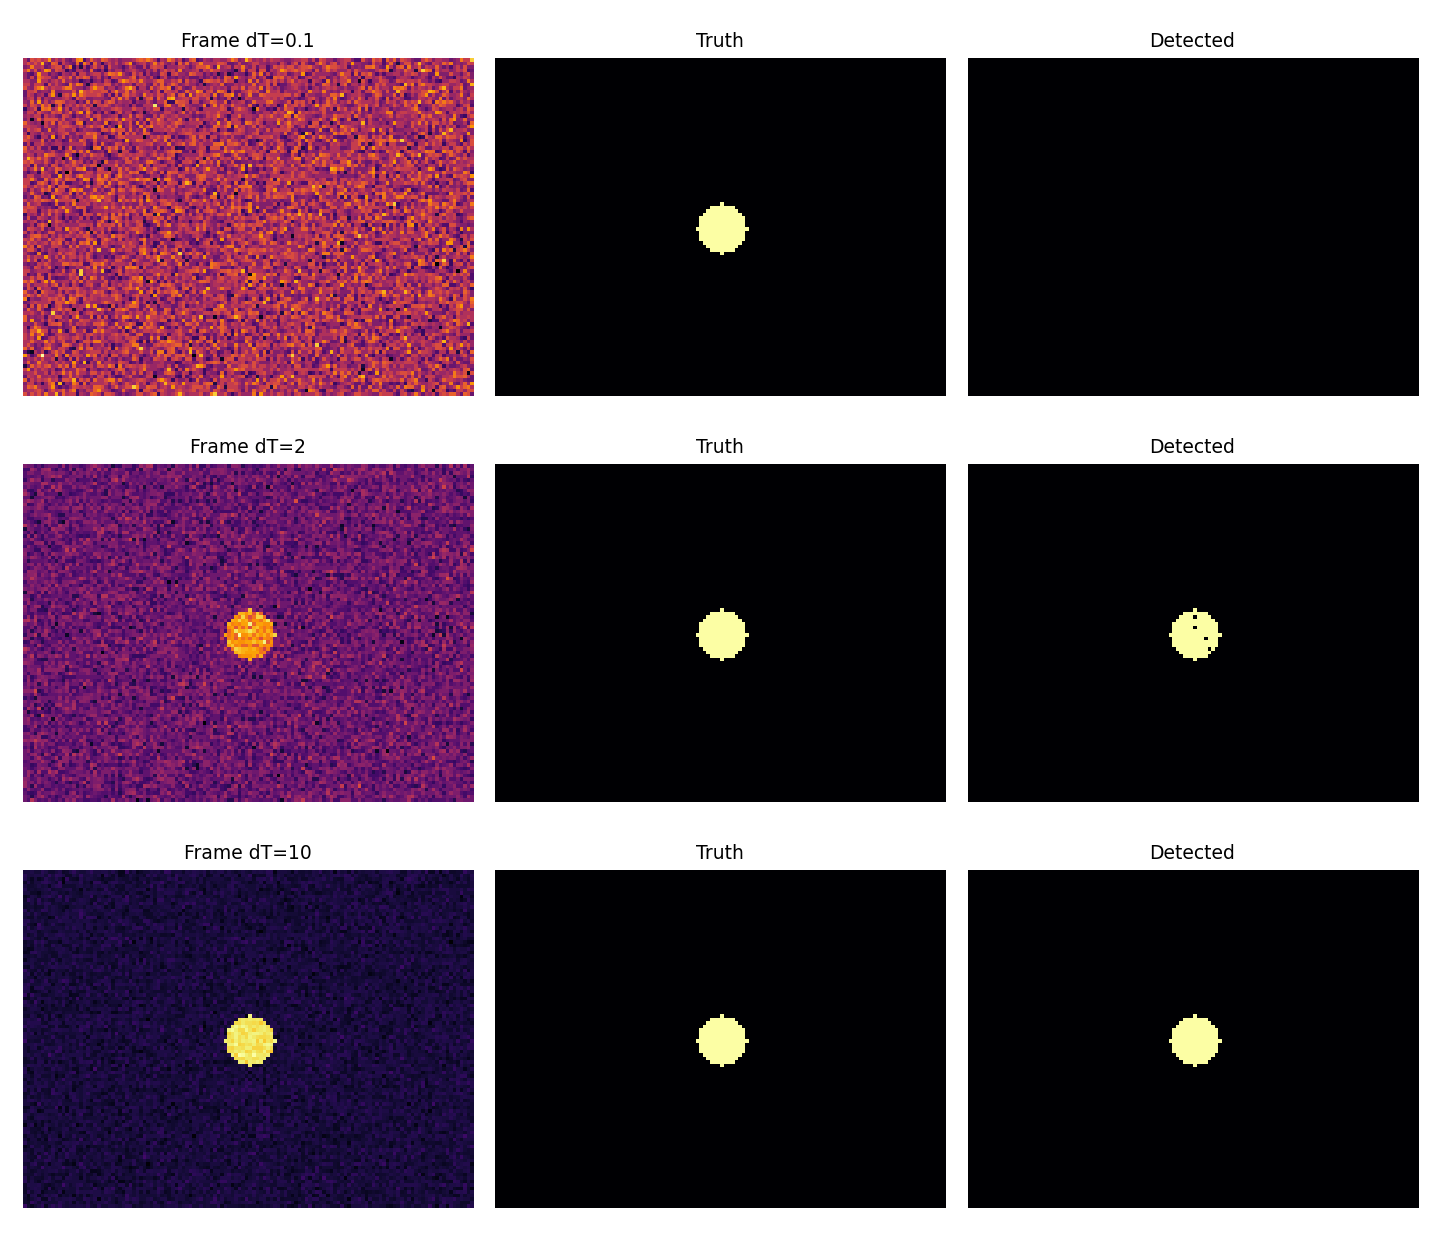 Frame dT=0.1
Truth
Detected
Frame dT=2
Truth
Detected
Frame dT=10
Truth
Detected